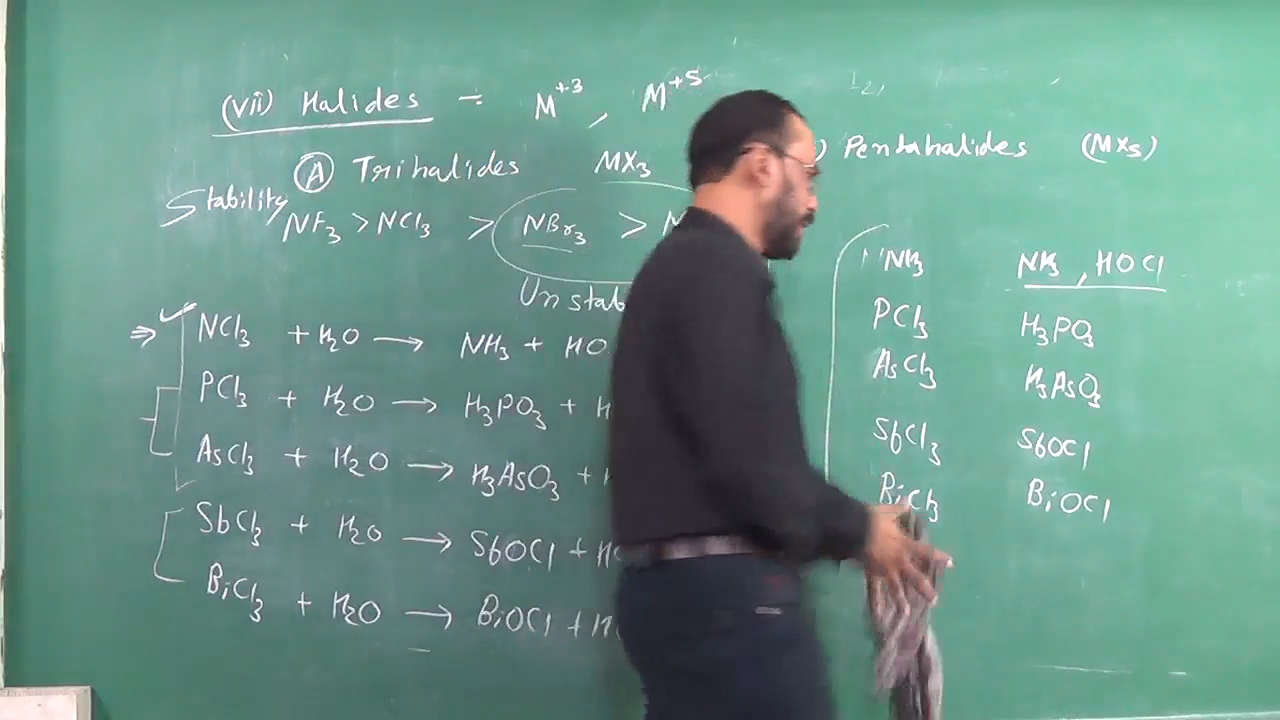 (vii) Halides ÷ M⁺³, M⁺⁵
(A) Trihalides MX₃
Stability NF₃ > NCl₃ > NBr₃ >
Unstab
⇒ NCl₃ + H₂O → NH₃ + HO
PCl₃ + H₂O → H₃PO₃ + H
AsCl₃ + H₂O → H₃AsO₃ +
SbCl₃ + H₂O → SbOCl + HC
BiCl₃ + H₂O → BiOCl + H
) Pentahalides (MX₅)
NH₃, HOCl
PCl₃ H₃PO₃
AsCl₃ H₃AsO₃
SbCl₃ SbOCl
BiCl₃ BiOCl